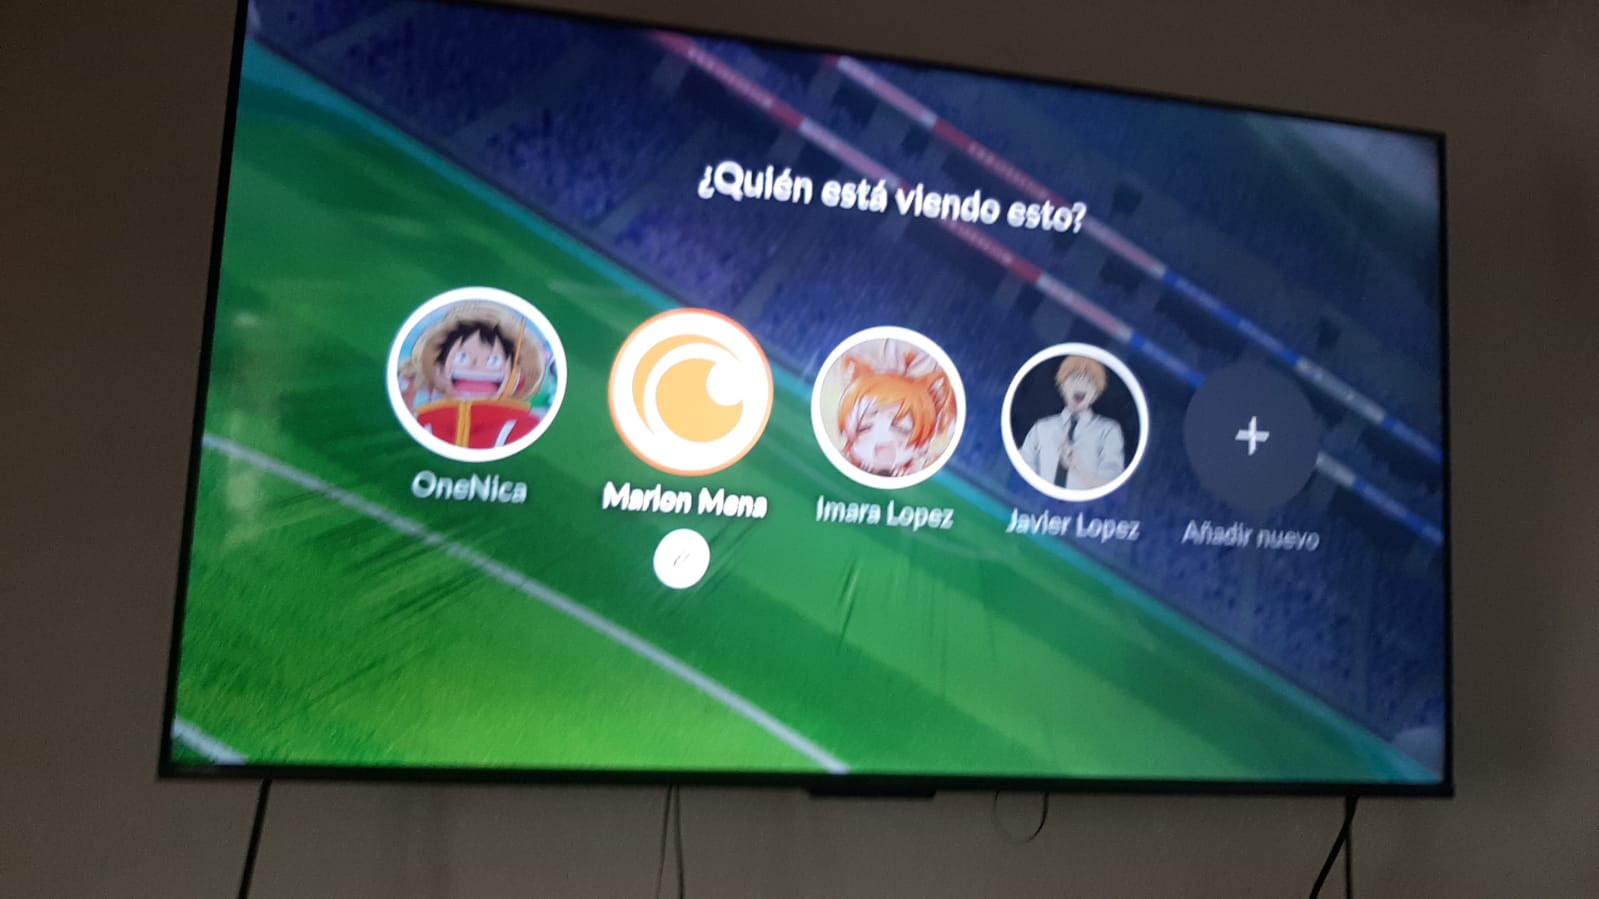 ¿Quién está viendo esto?
OneNica
Marlon Mena
Imara Lopez
Javier Lopez
Añadir nuevo